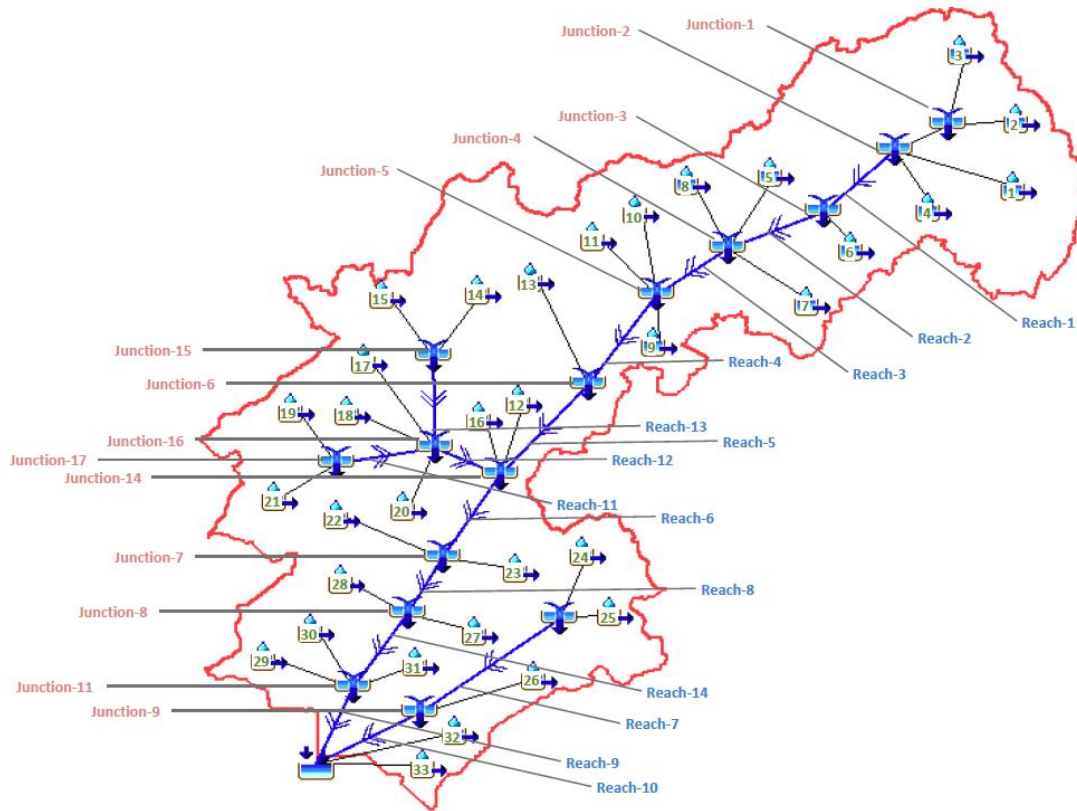 Junction-1
Junction-2
3
Junction-3
2
Junction-4
5
8
1
Junction-5
4
10
11
6
13
14
15
7
Reach-1
Reach-2
9
Junction-15
Reach-4
17
Reach-3
Junction-6
12
19
18
16
Reach-13
Junction-16
Reach-5
Junction-17
Reach-12
Junction-14
21
20
Reach-11
22
Reach-6
Junction-7
24
23
28
Reach-8
Junction-8
25
30
27
29
31
26
Junction-11
Reach-14
Junction-9
Reach-7
32
Reach-9
33
Reach-10